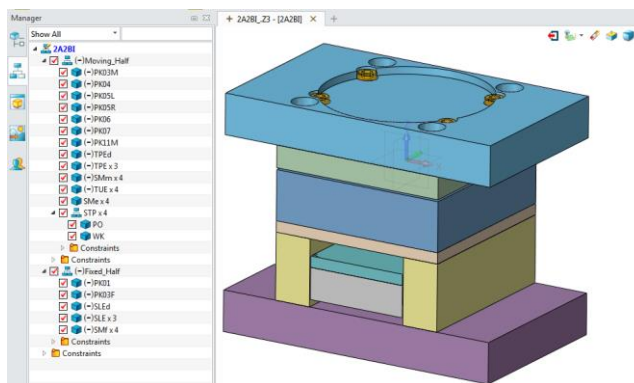 Manager
+ 2A2BI_.Z3 - [2A2BI] × +
Show All
2A2BI
(-)Moving_Half
(-)PK03M
(-)PK04
(-)PK05L
(-)PK05R
(-)PK06
(-)PK07
(-)PK11M
(-)TPEd
(-)TPE x 3
(-)SMm x 4
(-)TUE x 4
SMe x 4
STP x 4
PO
WK
Constraints
Constraints
(-)Fixed_Half
(-)PK01
(-)PK03F
(-)SLEd
(-)SLE x 3
(-)SMf x 4
Constraints
Constraints